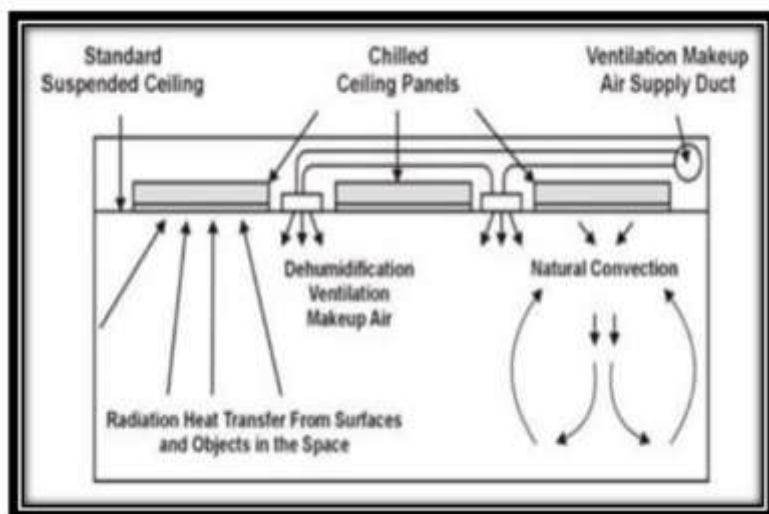 Standard
Suspended Ceiling
Chilled
Ceiling Panels
Ventilation Makeup
Air Supply Duct
Dehumidification
Ventilation
Makeup Air
Natural Convection
Radiation Heat Transfer From Surfaces
and Objects in the Space